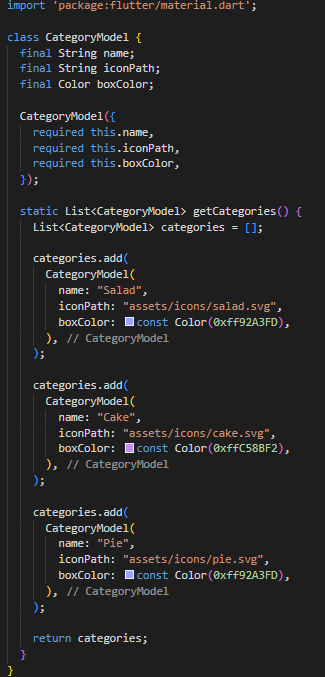 import 'package:flutter/material.dart';

class CategoryModel {
  final String name;
  final String iconPath;
  final Color boxColor;

  CategoryModel({
    required this.name,
    required this.iconPath,
    required this.boxColor,
  });

  static List<CategoryModel> getCategories() {
    List<CategoryModel> categories = [];

    categories.add(
      CategoryModel(
        name: "Salad",
        iconPath: "assets/icons/salad.svg",
        boxColor: const Color(0xff92A3FD),
      ), // CategoryModel
    );

    categories.add(
      CategoryModel(
        name: "Cake",
        iconPath: "assets/icons/cake.svg",
        boxColor: const Color(0xffC58BF2),
      ), // CategoryModel
    );

    categories.add(
      CategoryModel(
        name: "Pie",
        iconPath: "assets/icons/pie.svg",
        boxColor: const Color(0xff92A3FD),
      ), // CategoryModel
    );

    return categories;
  }
}